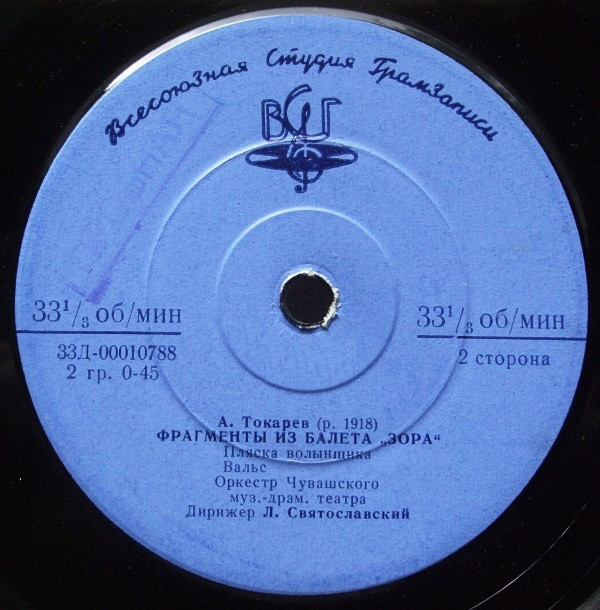 Всесоюзная Студия Грамзаписи
ВСГ
33¹/₃ об/мин
33¹/₃ об/мин
33Д-00010788
2 гр. 0-45
2 сторона
А. Токарев (р. 1918)
ФРАГМЕНТЫ ИЗ БАЛЕТА „ЗОРА“
Пляска волынщика
Вальс
Оркестр Чувашского
муз.-драм. театра
Дирижер Л. Святославский